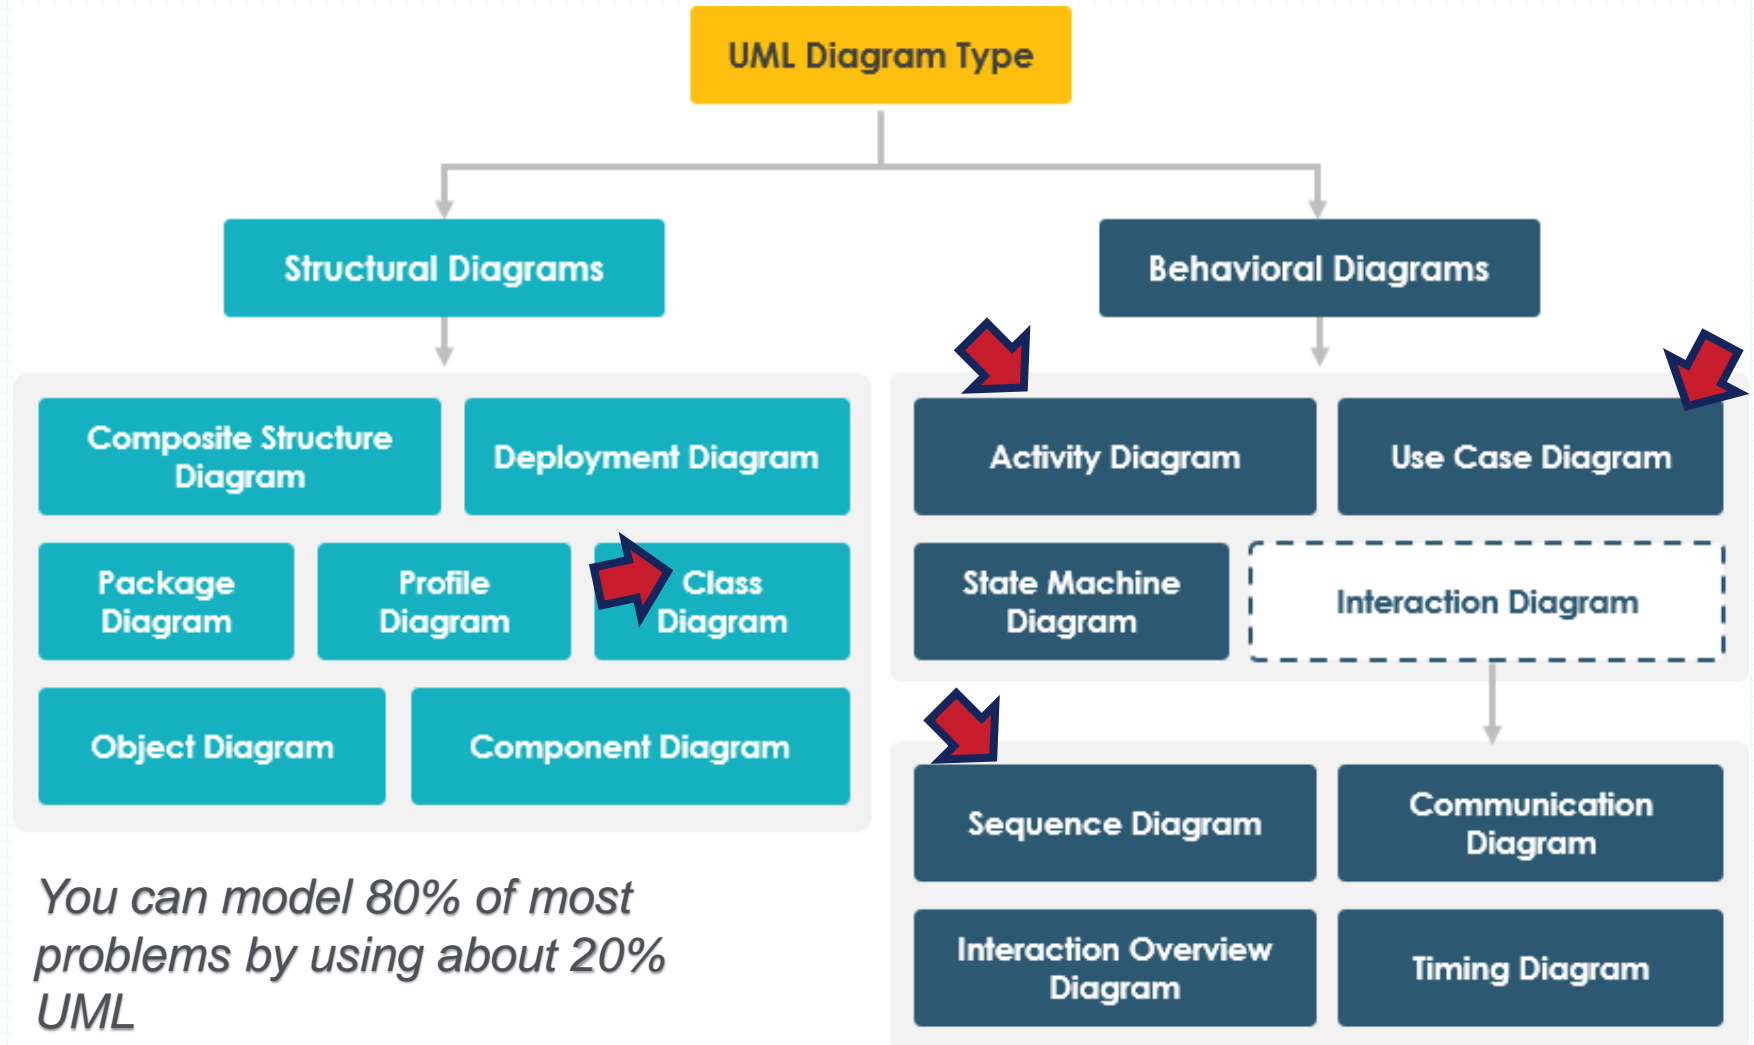 UML Diagram Type
Structural Diagrams
Behavioral Diagrams
Composite Structure
Diagram
Deployment Diagram
Package
Diagram
Profile
Diagram
Class
Diagram
Object Diagram
Component Diagram
Activity Diagram
Use Case Diagram
State Machine
Diagram
Interaction Diagram
Sequence Diagram
Communication
Diagram
Interaction Overview
Diagram
Timing Diagram
You can model 80% of most
problems by using about 20%
UML